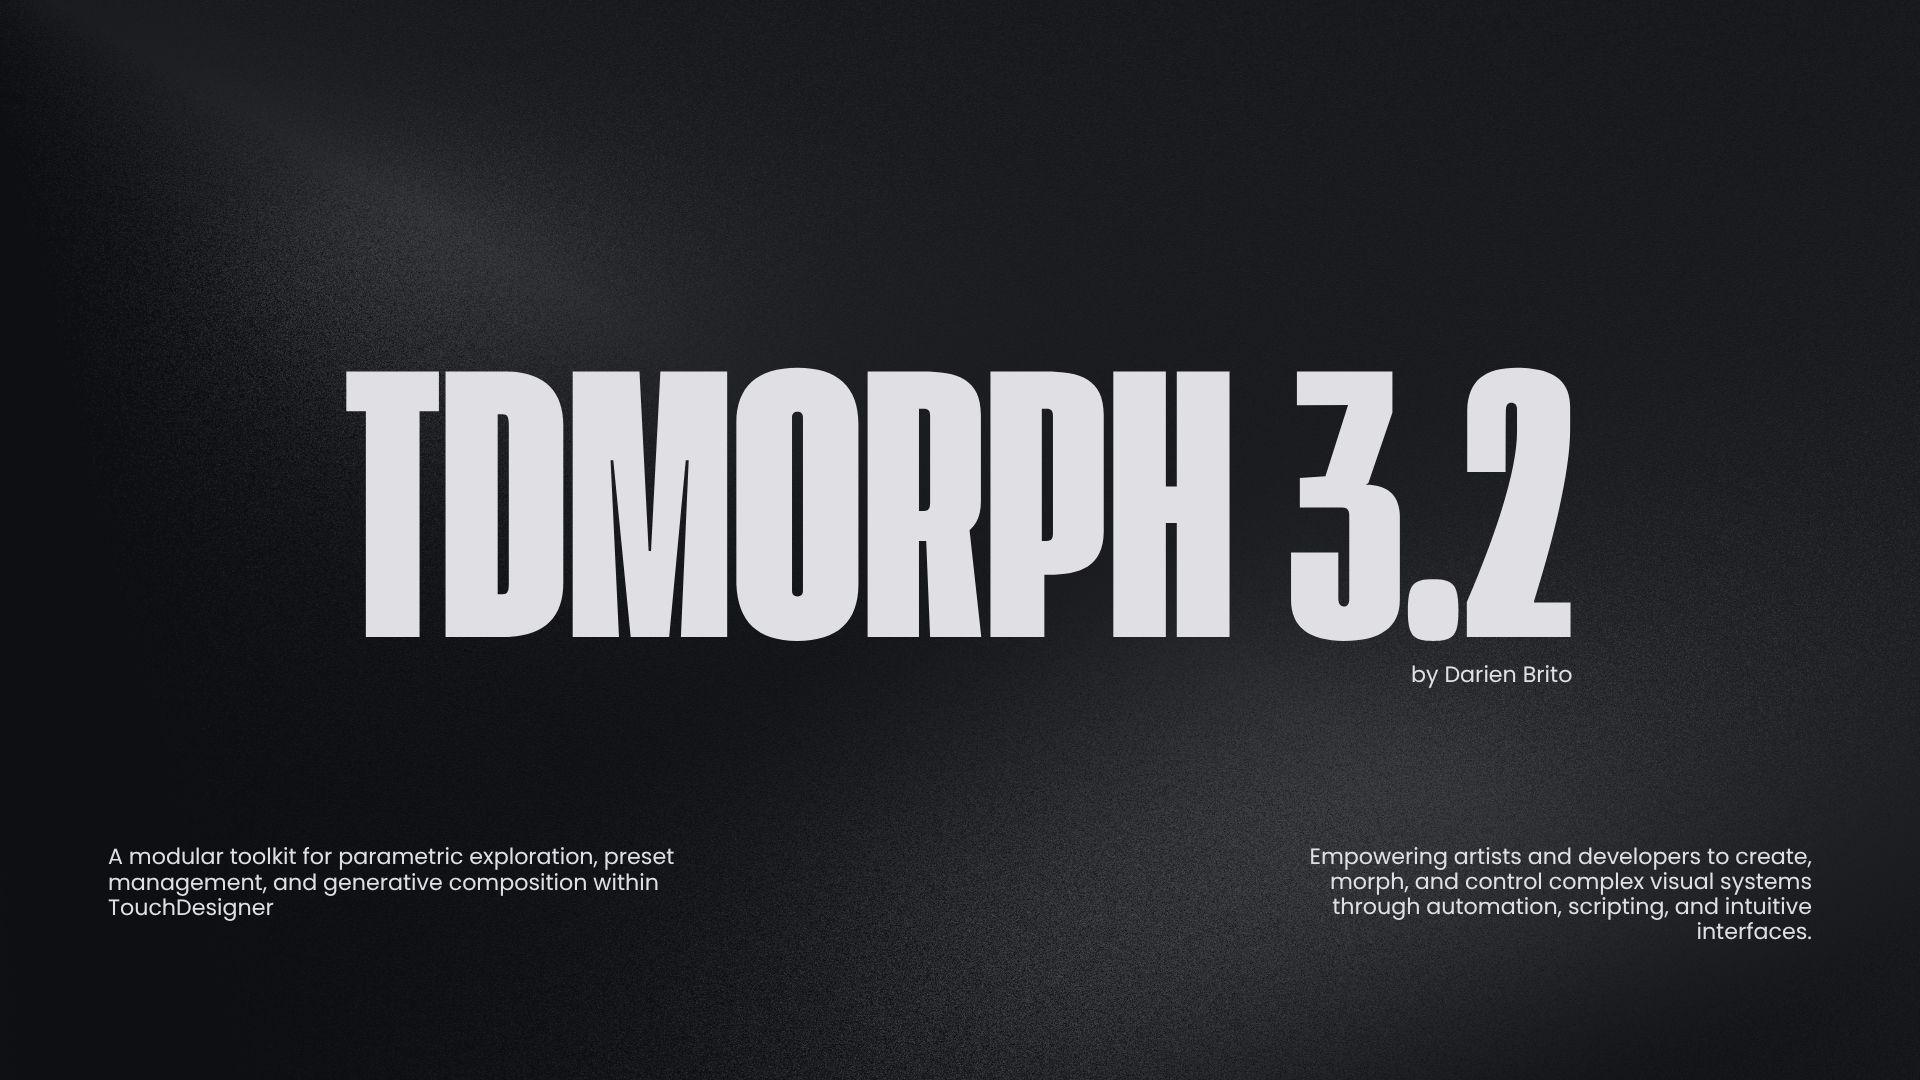 TDMORPH 3.2
by Darien Brito
A modular toolkit for parametric exploration, preset
management, and generative composition within
TouchDesigner
Empowering artists and developers to create,
morph, and control complex visual systems
through automation, scripting, and intuitive
interfaces.